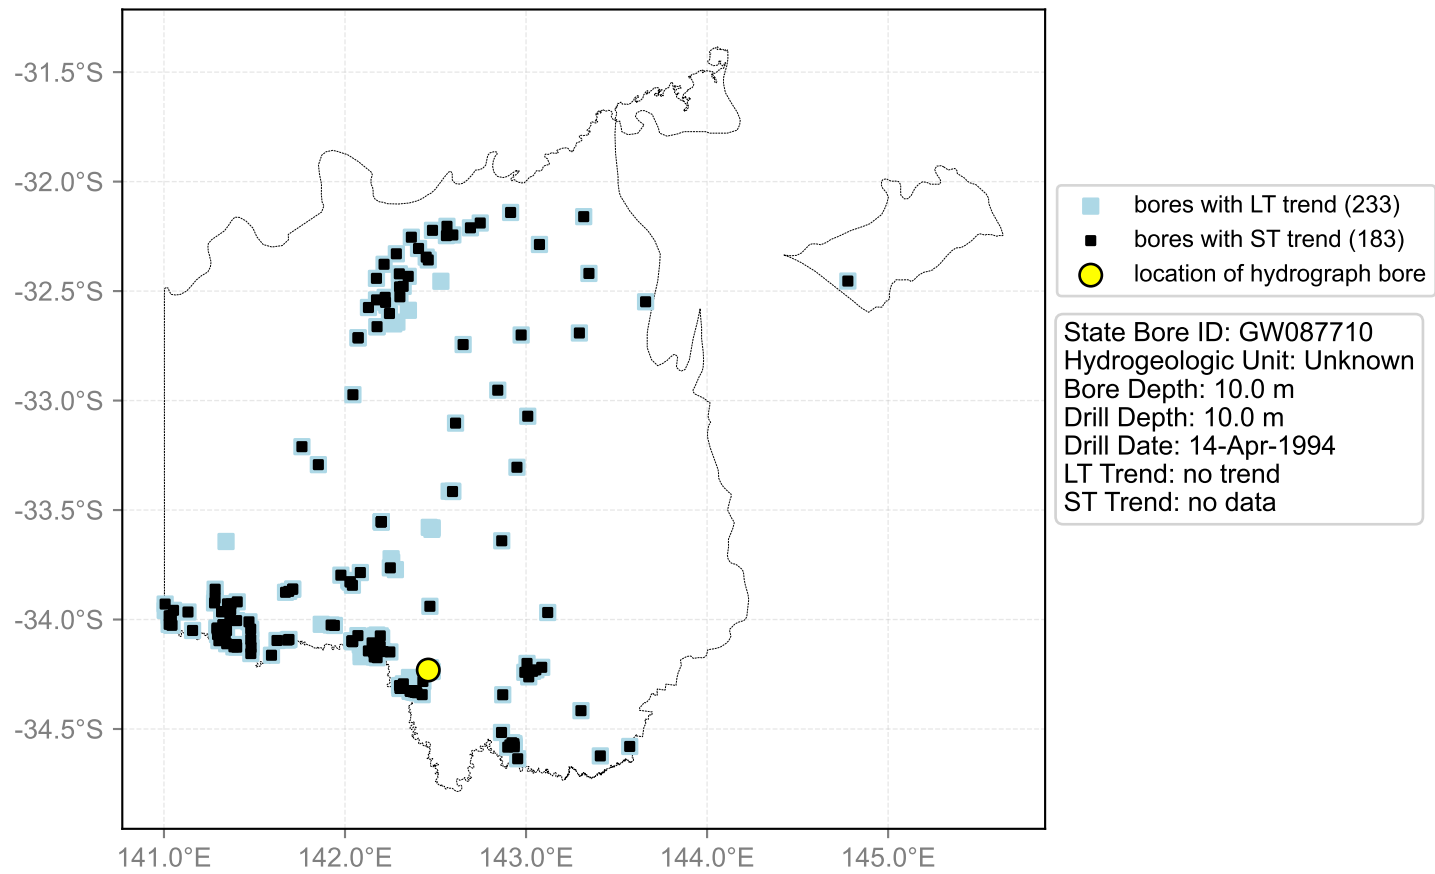 -31.5°S
-32.0°S
-32.5°S
-33.0°S
-33.5°S
-34.0°S
-34.5°S
141.0°E
142.0°E
143.0°E
144.0°E
145.0°E
bores with LT trend (233)
bores with ST trend (183)
location of hydrograph bore
State Bore ID: GW087710
Hydrogeologic Unit: Unknown
Bore Depth: 10.0 m
Drill Depth: 10.0 m
Drill Date: 14-Apr-1994
LT Trend: no trend
ST Trend: no data